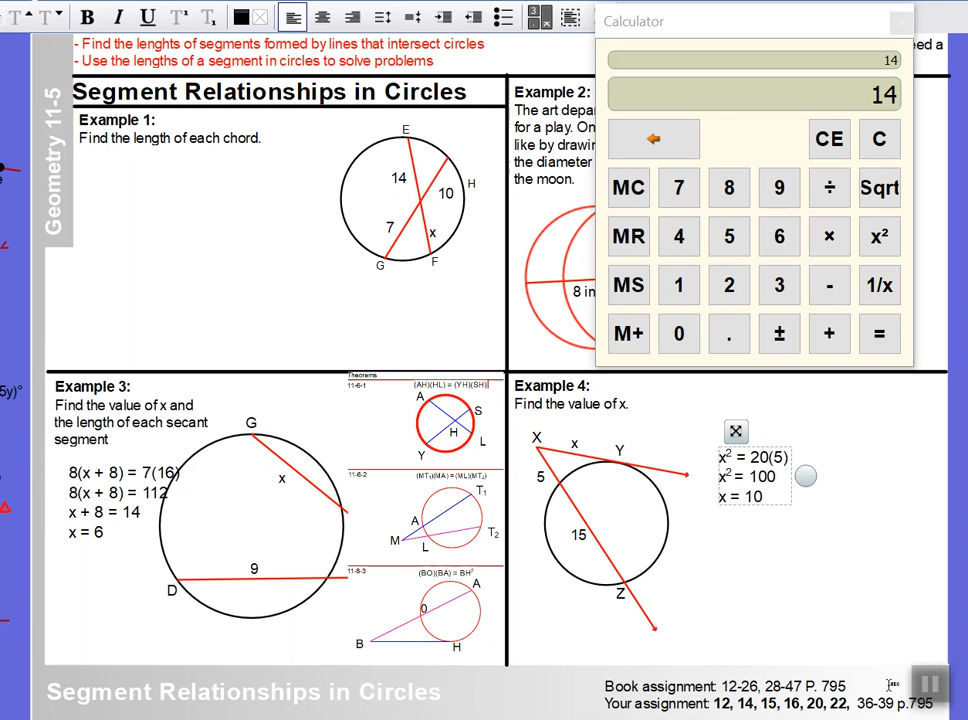 T T B I U T¹ T₁
- Find the lenghts of segments formed by lines that intersect circles
- Use the lengths of a segment in circles to solve problems
eed a
Geometry 11-5
Segment Relationships in Circles
Example 1:
Find the length of each chord.
E
14
10
H
7
x
G
F
Example 2:
The art depa
for a play. On
like by drawin
the diameter
the moon.
8 in
Calculator
14
14
CE C
MC 7 8 9 ÷ Sqrt
MR 4 5 6 × x²
MS 1 2 3 - 1/x
M+ 0 . ± + =
5y)°
Example 3:
Find the value of x and
the length of each secant
segment
8(x + 8) = 7(16)
8(x + 8) = 112
x + 8 = 14
x = 6
G
x
9
D
Theorems
11-6-1
(AH)(HL) = (YH)(SH)
A
S
H
L
Y
11-6-2
(MT₁)(MA) = (ML)(MT₂)
T₁
A
T₂
M
L
11-6-3
(BO)(BA) = BH²
A
O
B
H
Example 4:
Find the value of x.
X
x
Y
5
15
Z
x² = 20(5)
x² = 100
x = 10
Segment Relationships in Circles
Book assignment: 12-26, 28-47 P. 795
Your assignment: 12, 14, 15, 16, 20, 22, 36-39 p.795